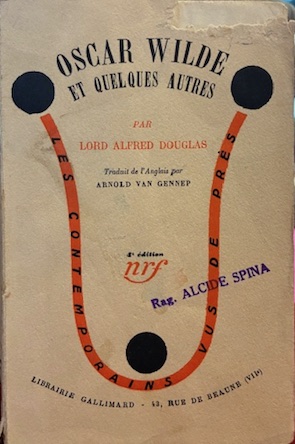 OSCAR WILDE
ET QUELQUES AUTRES
PAR
LORD ALFRED DOUGLAS
Traduit de l'Anglais par
ARNOLD VAN GENNEP
LES CONTEMPORAINS VUS DE PRÈS
4e édition
nrf
Rag. ALCIDE SPINA
LIBRAIRIE GALLIMARD - 43, RUE DE BEAUNE (VIIe)